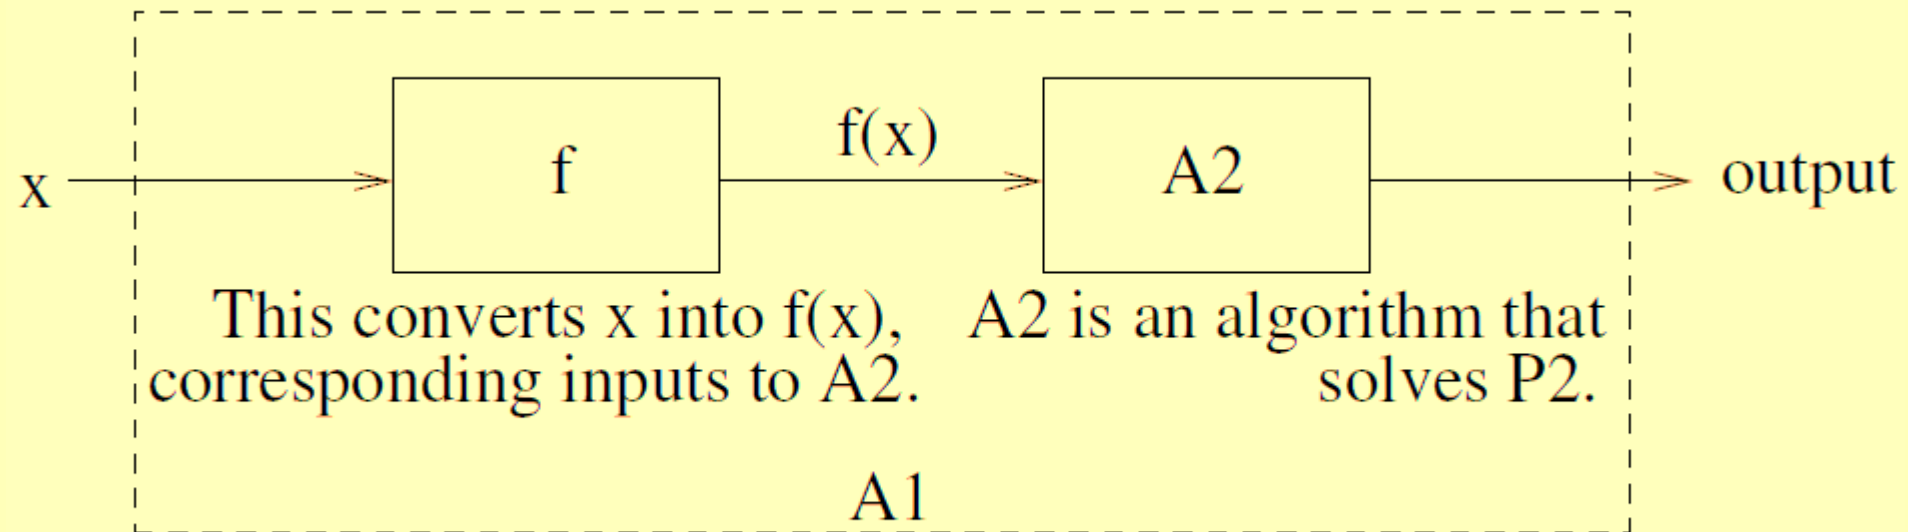 f(x)
x
f
A2
output
This converts x into f(x),
corresponding inputs to A2.
A2 is an algorithm that
solves P2.
A1